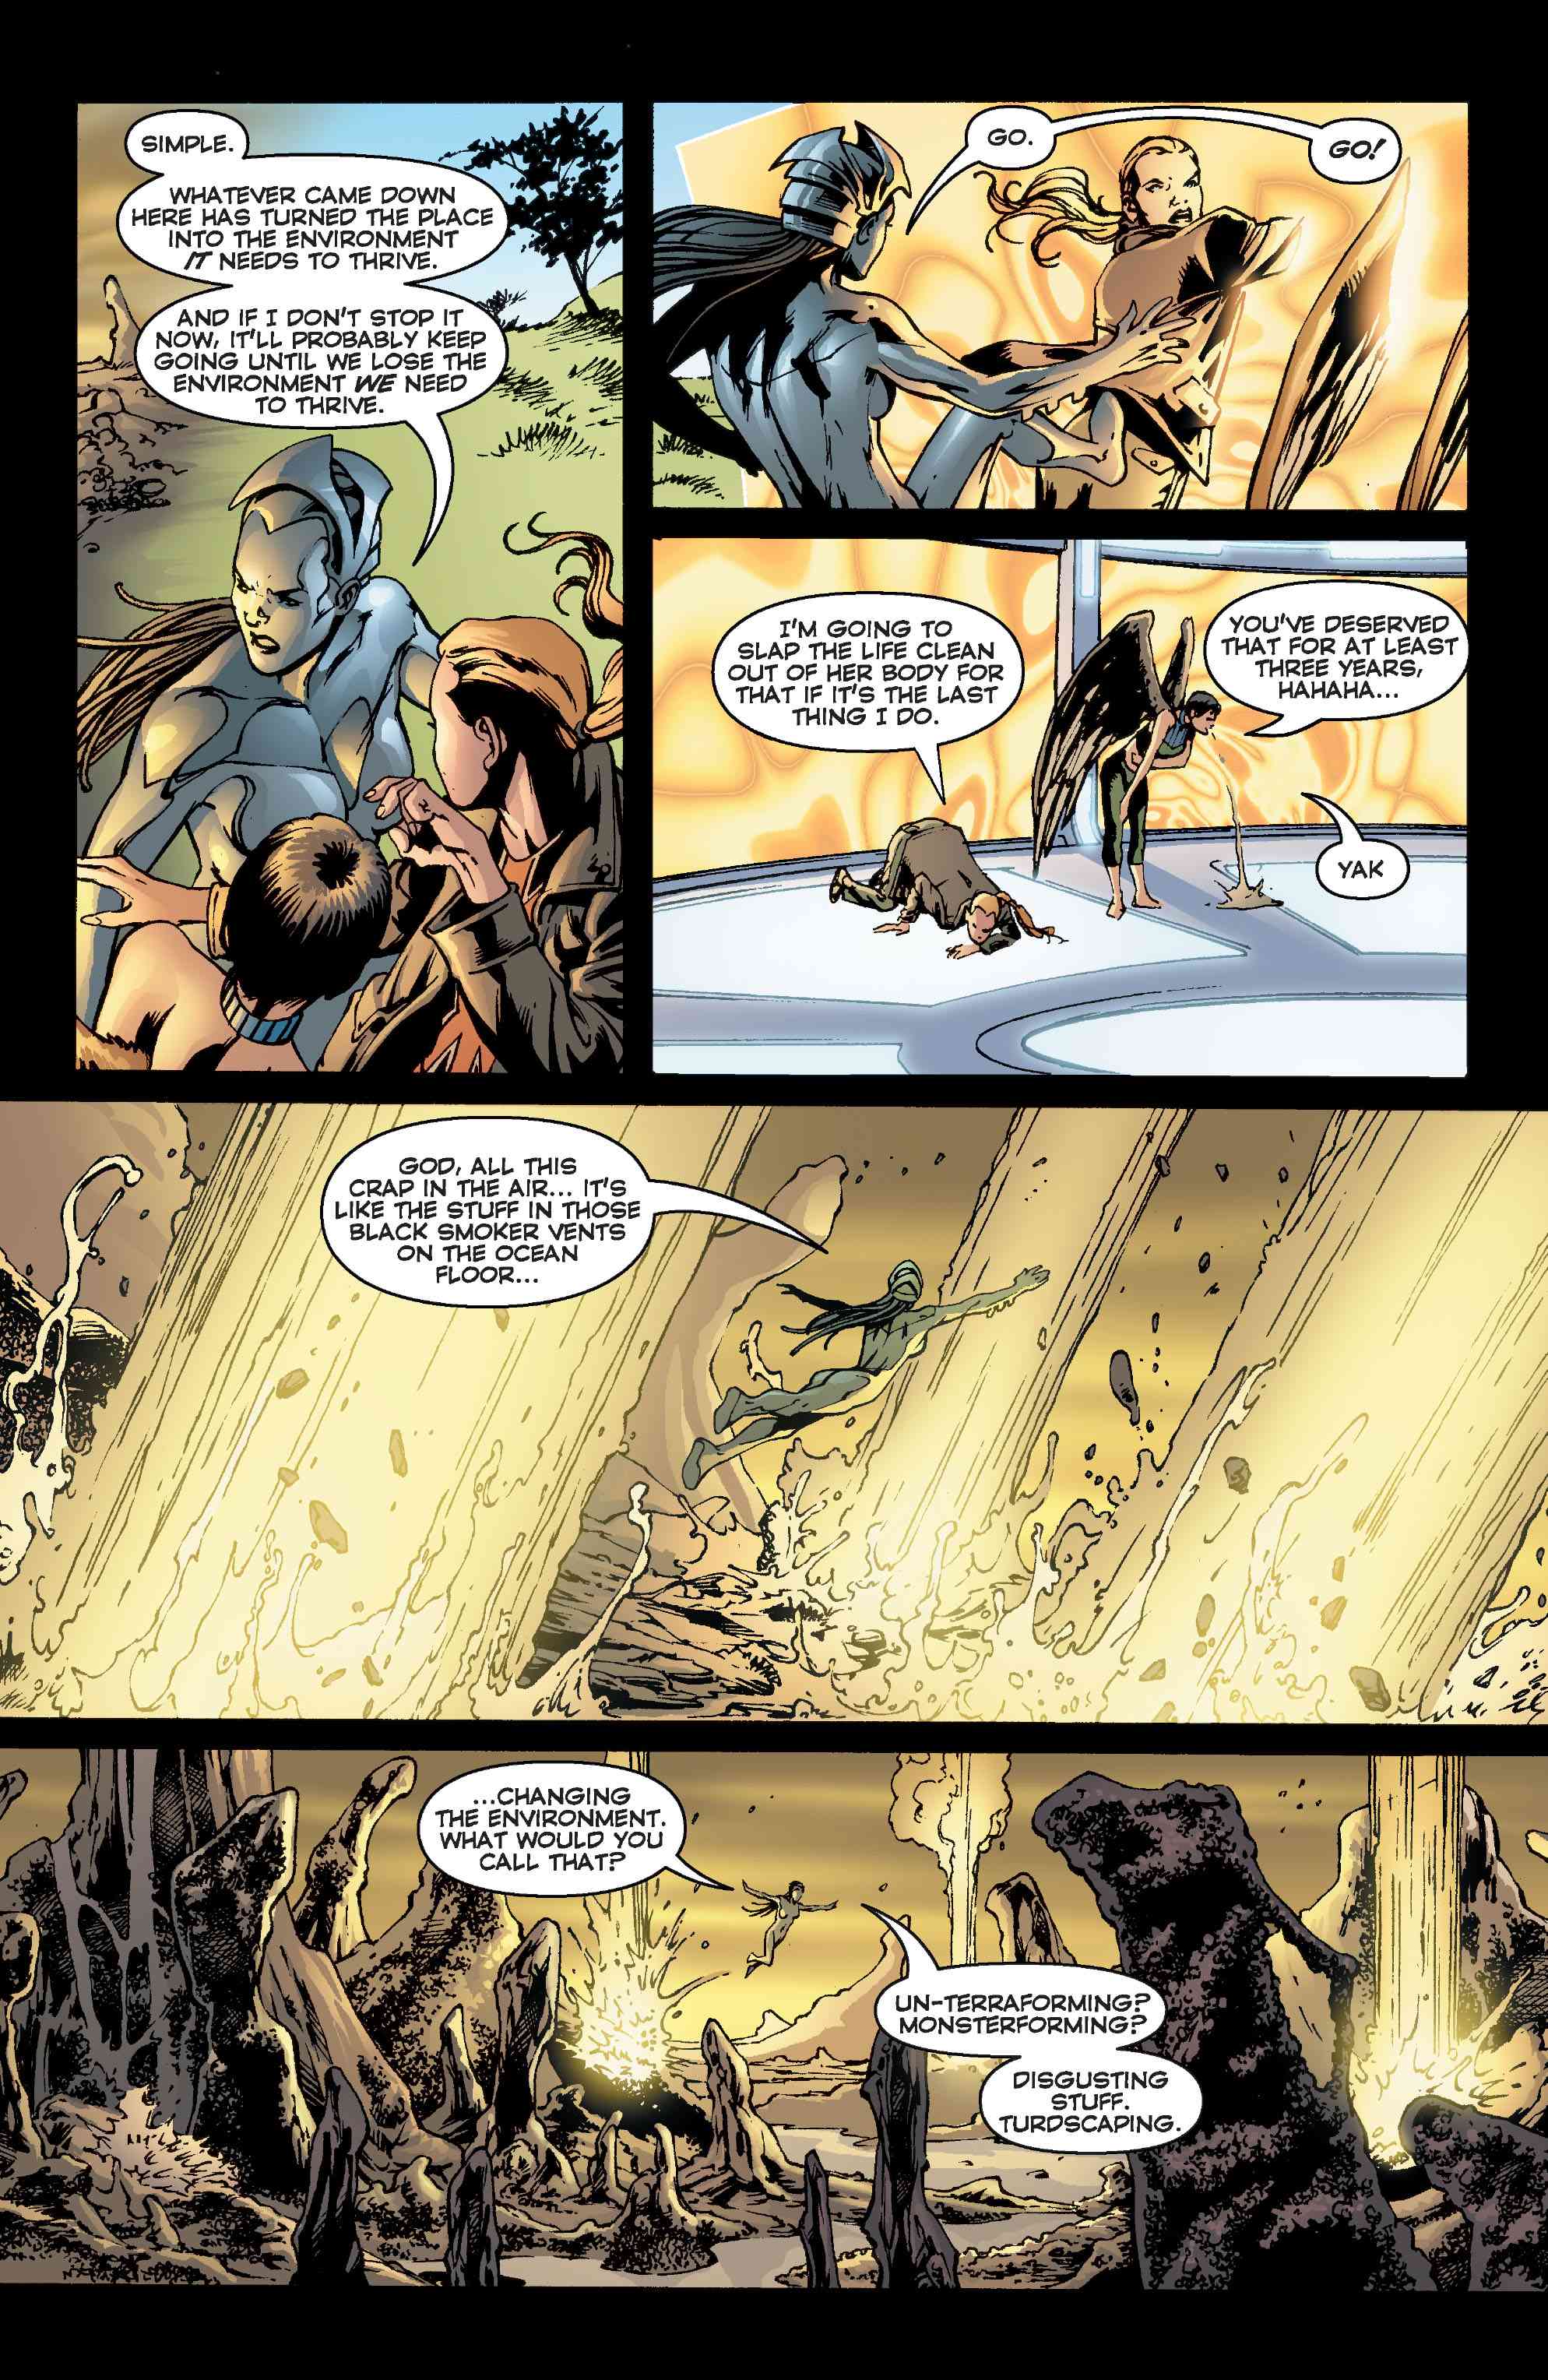 SIMPLE.
WHATEVER CAME DOWN
HERE HAS TURNED THE PLACE
INTO THE ENVIRONMENT
IT NEEDS TO THRIVE.
AND IF I DON'T STOP IT
NOW, IT'LL PROBABLY KEEP
GOING UNTIL WE LOSE THE
ENVIRONMENT WE NEED
TO THRIVE.
GO.
GO!
I'M GOING TO
SLAP THE LIFE CLEAN
OUT OF HER BODY FOR
THAT IF IT'S THE LAST
THING I DO.
YOU'VE DESERVED
THAT FOR AT LEAST
THREE YEARS,
HAHAHA...
YAK
GOD, ALL THIS
CRAP IN THE AIR... IT'S
LIKE THE STUFF IN THOSE
BLACK SMOKER VENTS
ON THE OCEAN
FLOOR...
...CHANGING
THE ENVIRONMENT.
WHAT WOULD YOU
CALL THAT?
UN-TERRAFORMING?
MONSTERFORMING?
DISGUSTING
STUFF.
TURDSCAPING.